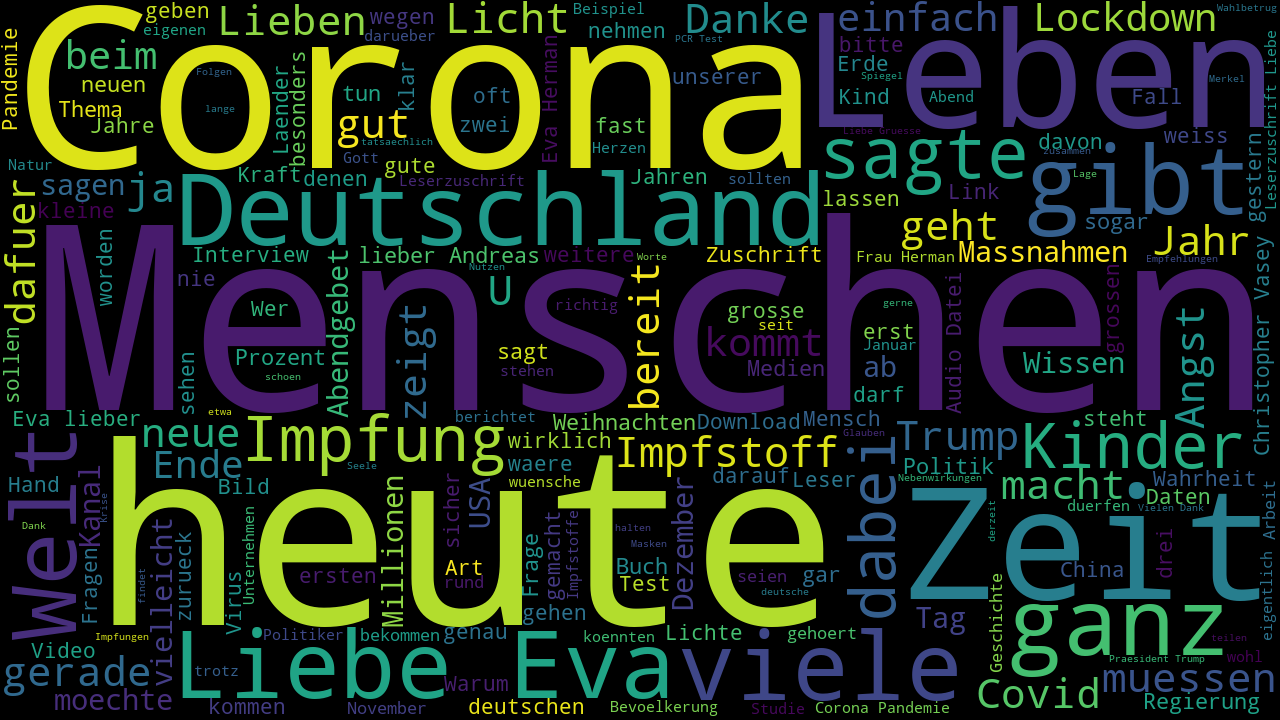 Corona
Leben
Menschen
heute
Zeit
Deutschland
Liebe Eva
viele
ganz
gibt
sagte
Welt
Kinder
Impfung
Impfstoff
dabei
kommt
geben
eigenen
Lieben
wegen
darueber
Licht
Beispiel
nehmen
Danke
PCR Test
einfach
Lockdown
Wahlbetrug
Pandemie
beim
neuen
Thema
Jahre
Folgen
lange
Laender
besonders
tun
klar
gut
tatsaechlich
oft
zwei
Eva Herman
fast
Herzen
unserer
bitte
Erde
Spiegel
Kind
Abend
Fall
Merkel
Liebe Gruesse
weiss
davon
zusammen
Lage
Leserzuschrift Liebe
gestern
Natur
sagen
ja
kleine
dafuer
Kraft
denen
Gott
gute
Leserzuschrift
Jahren
sollten
lassen
Link
sogar
geht
Massnahmen
Jahr
worden
Interview
nie
lieber Andreas
weitere
Worte
Zuschrift
Frau Herman
Empfehlungen
Nutzen
U
Wer
Abendgebet
zeigt
richtig
bereit
grosse
seit
gerne
erst
Januar
Audio Datei
grossen
Christopher Vasey
sollen
sehen
Prozent
schoen
sagt
stehen
Medien
ab
darf
Wissen
Angst
Eva lieber
etwa
berichtet
Weihnachten
Download
Mensch
Glauben
steht
neue
Ende
Seele
wirklich
waere
wuensche
darauf
Leser
Trump
Politik
Nebenwirkungen
macht
Wahrheit
Daten
duerfen
Vielen Dank
Hand
Kanal
Krise
Dank
Bild
Millionen
sicher
USA
gemacht
Impfstoffe
halten
Masken
Dezember
derzeit
drei
China
eigentlich Arbeit
Fragen
findet
vielleicht
zurueck
Virus
Unternehmen
ersten
Art
rund
Frage
Buch
Test
seien
deutsche
gar
Tag
Geschichte
Impfungen
Politiker
bekommen
genau
gehen
koennten
Lichte
gehoert
teilen
Video
gerade
moechte
trotz
kommen
November
Warum
deutschen
Bevoelkerung
Studie
Corona Pandemie
Covid
Praesident Trump
wohl
muessen
Regierung